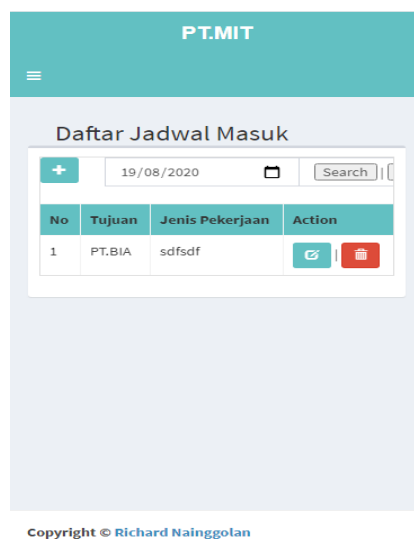 PT.MIT
Daftar Jadwal Masuk
19/08/2020 Search |
No Tujuan Jenis Pekerjaan Action
1 PT.BIA sdfsdf |
Copyright © Richard Nainggolan